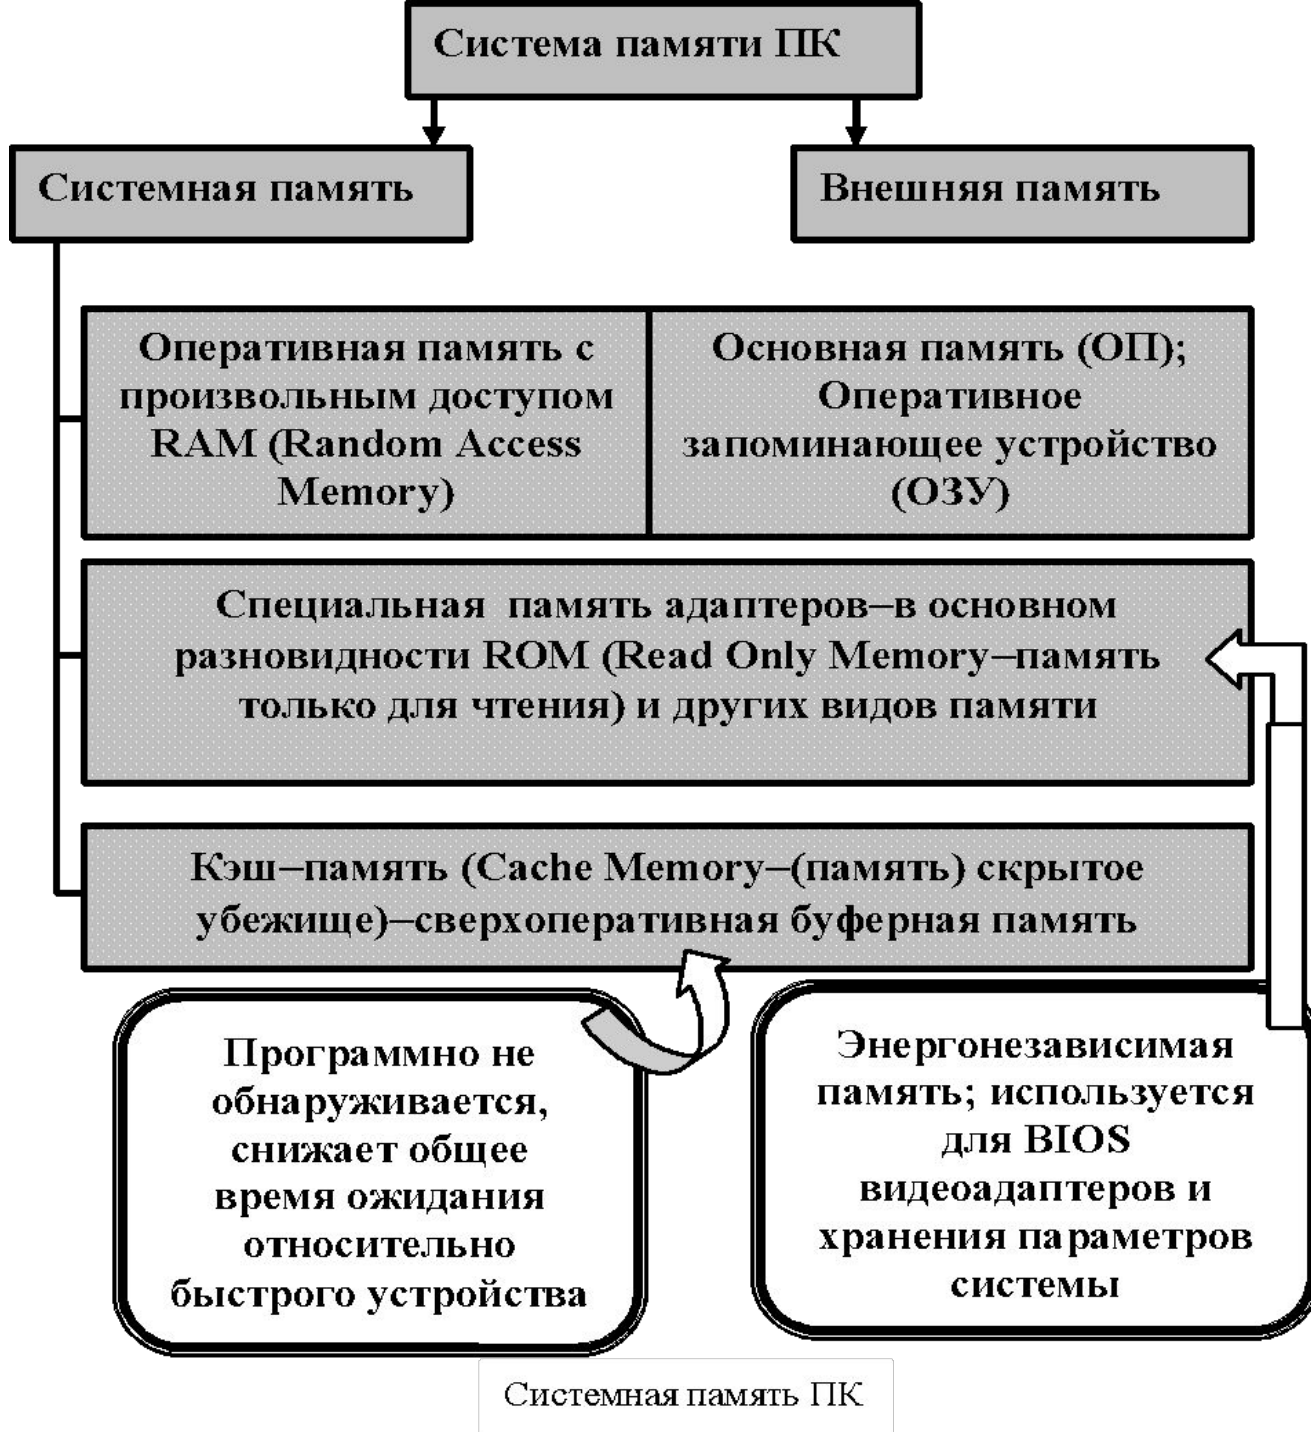 Система памяти ПК
Системная память
Внешняя память
Оперативная память с
произвольным доступом
RAM (Random Access
Memory)
Основная память (ОП);
Оперативное
запоминающее устройство
(ОЗУ)
Специальная память адаптеров–в основном
разновидности ROM (Read Only Memory–память
только для чтения) и других видов памяти
Кэш–память (Cache Memory–(память) скрытое
убежище)–сверхоперативная буферная память
Программно не
обнаруживается,
снижает общее
время ожидания
относительно
быстрого устройства
Энергонезависимая
память; используется
для BIOS
видеоадаптеров и
хранения параметров
системы
Системная память ПК